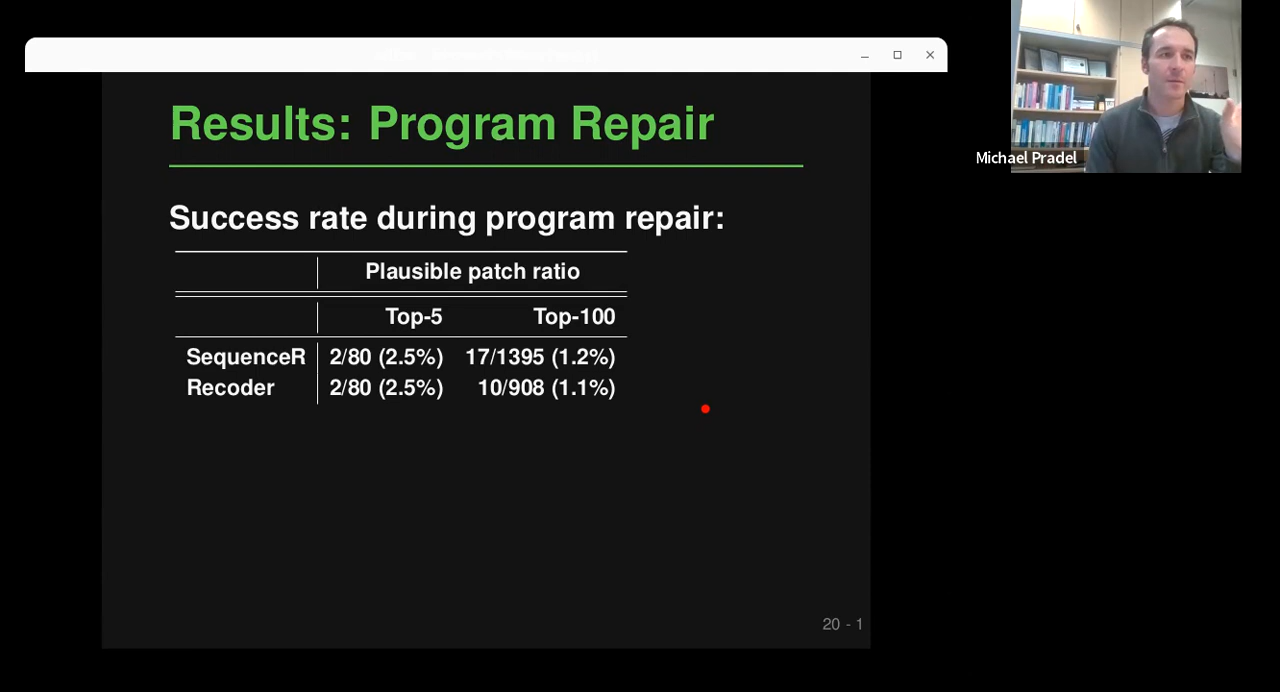 Results: Program Repair
Success rate during program repair:
Plausible patch ratio
Top-5 Top-100
SequenceR 2/80 (2.5%) 17/1395 (1.2%)
Recoder 2/80 (2.5%) 10/908 (1.1%)
20 - 1
Michael Pradel